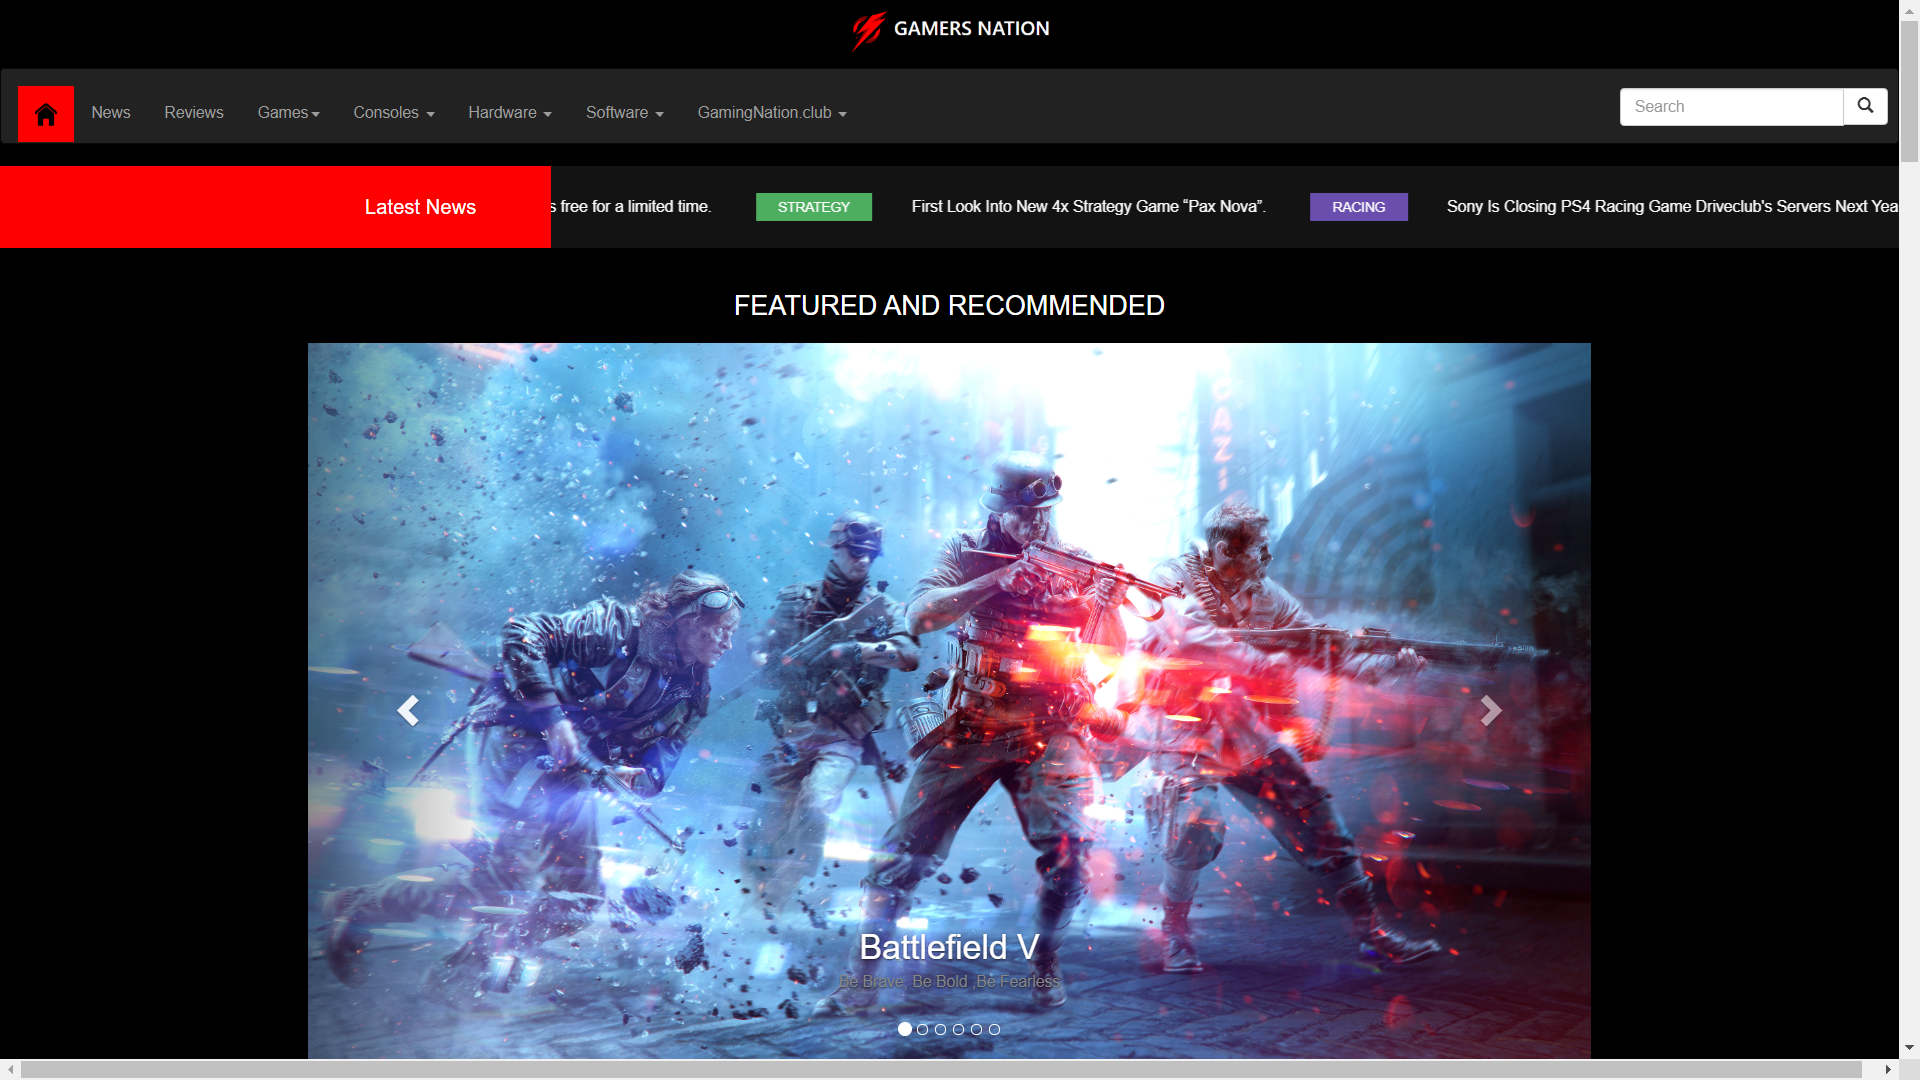 GAMERS NATION
News Reviews Games Consoles Hardware Software GamingNation.club Search
Latest News s free for a limited time. STRATEGY First Look Into New 4x Strategy Game “Pax Nova”. RACING Sony Is Closing PS4 Racing Game Driveclub's Servers Next Yea
FEATURED AND RECOMMENDED
Battlefield V
Be Brave, Be Bold ,Be Fearless